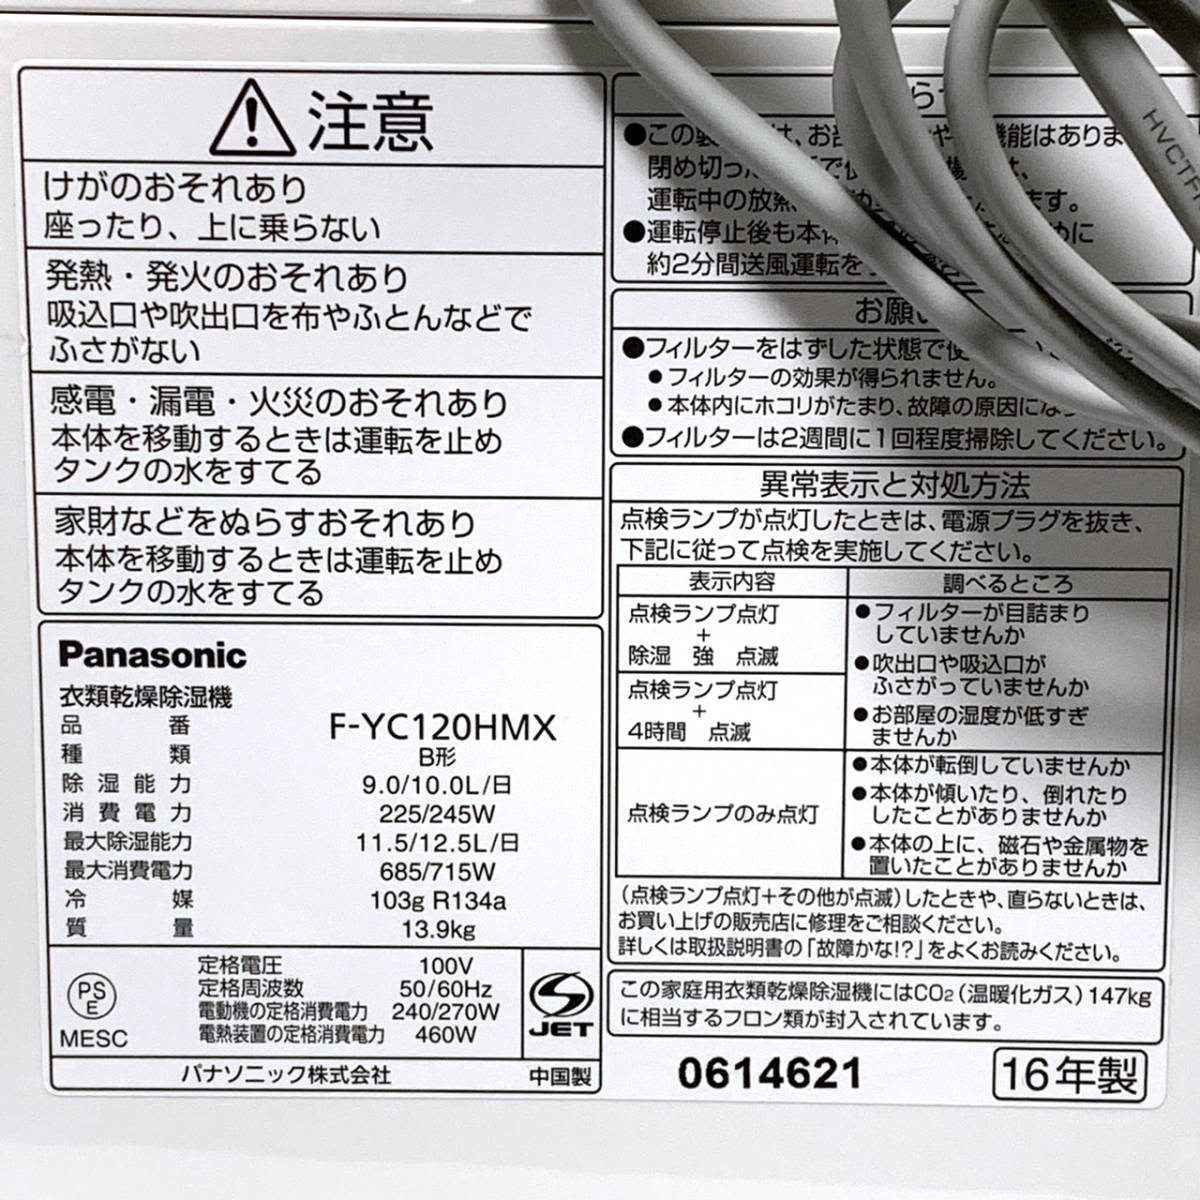 注意
けがのおそれあり
座ったり、上に乗らない
発熱・発火のおそれあり
吸込口や吹出口を布やふとんなどで
ふさがない
感電・漏電・火災のおそれあり
本体を移動するときは運転を止め
タンクの水をすてる
家財などをぬらすおそれあり
本体を移動するときは運転を止め
タンクの水をすてる
Panasonic
衣類乾燥除湿機
品番 F-YC120HMX
種類 B形
除湿能力 9.0/10.0L/日
消費電力 225/245W
最大除湿能力 11.5/12.5L/日
最大消費電力 685/715W
冷媒 103g R134a
質量 13.9kg
PS
E
MESC
定格電圧 100V
定格周波数 50/60Hz
電動機の定格消費電力 240/270W
電熱装置の定格消費電力 460W
JET
パナソニック株式会社 中国製
●この は、お 機能はありま
閉め切った で
運転中の放熱 ます。
●運転停止後も本体 めに
約2分間送風運転を
お願い
●フィルターをはずした状態で
●フィルターの効果が得られません。
●本体内にホコリがたまり、故障の原因に
●フィルターは2週間に1回程度掃除してください。
異常表示と対処方法
点検ランプが点灯したときは、電源プラグを抜き、
下記に従って点検を実施してください。
表示内容 調べるところ
点検ランプ点灯
+
除湿 強 点滅
点検ランプ点灯
+
4時間 点滅
●フィルターが目詰まり
していませんか
●吹出口や吸込口が
ふさがっていませんか
●お部屋の湿度が低すぎ
ませんか
点検ランプのみ点灯
●本体が転倒していませんか
●本体が傾いたり、倒れたり
したことがありませんか
●本体の上に、磁石や金属物を
置いたことがありませんか
(点検ランプ点灯+その他が点滅)したときや、直らないときは、
お買い上げの販売店に修理をご相談ください。
詳しくは取扱説明書の「故障かな!?」をよくお読みください。
この家庭用衣類乾燥除湿機にはCO2(温暖化ガス)147kg
に相当するフロン類が封入されています。
0614621 16年製